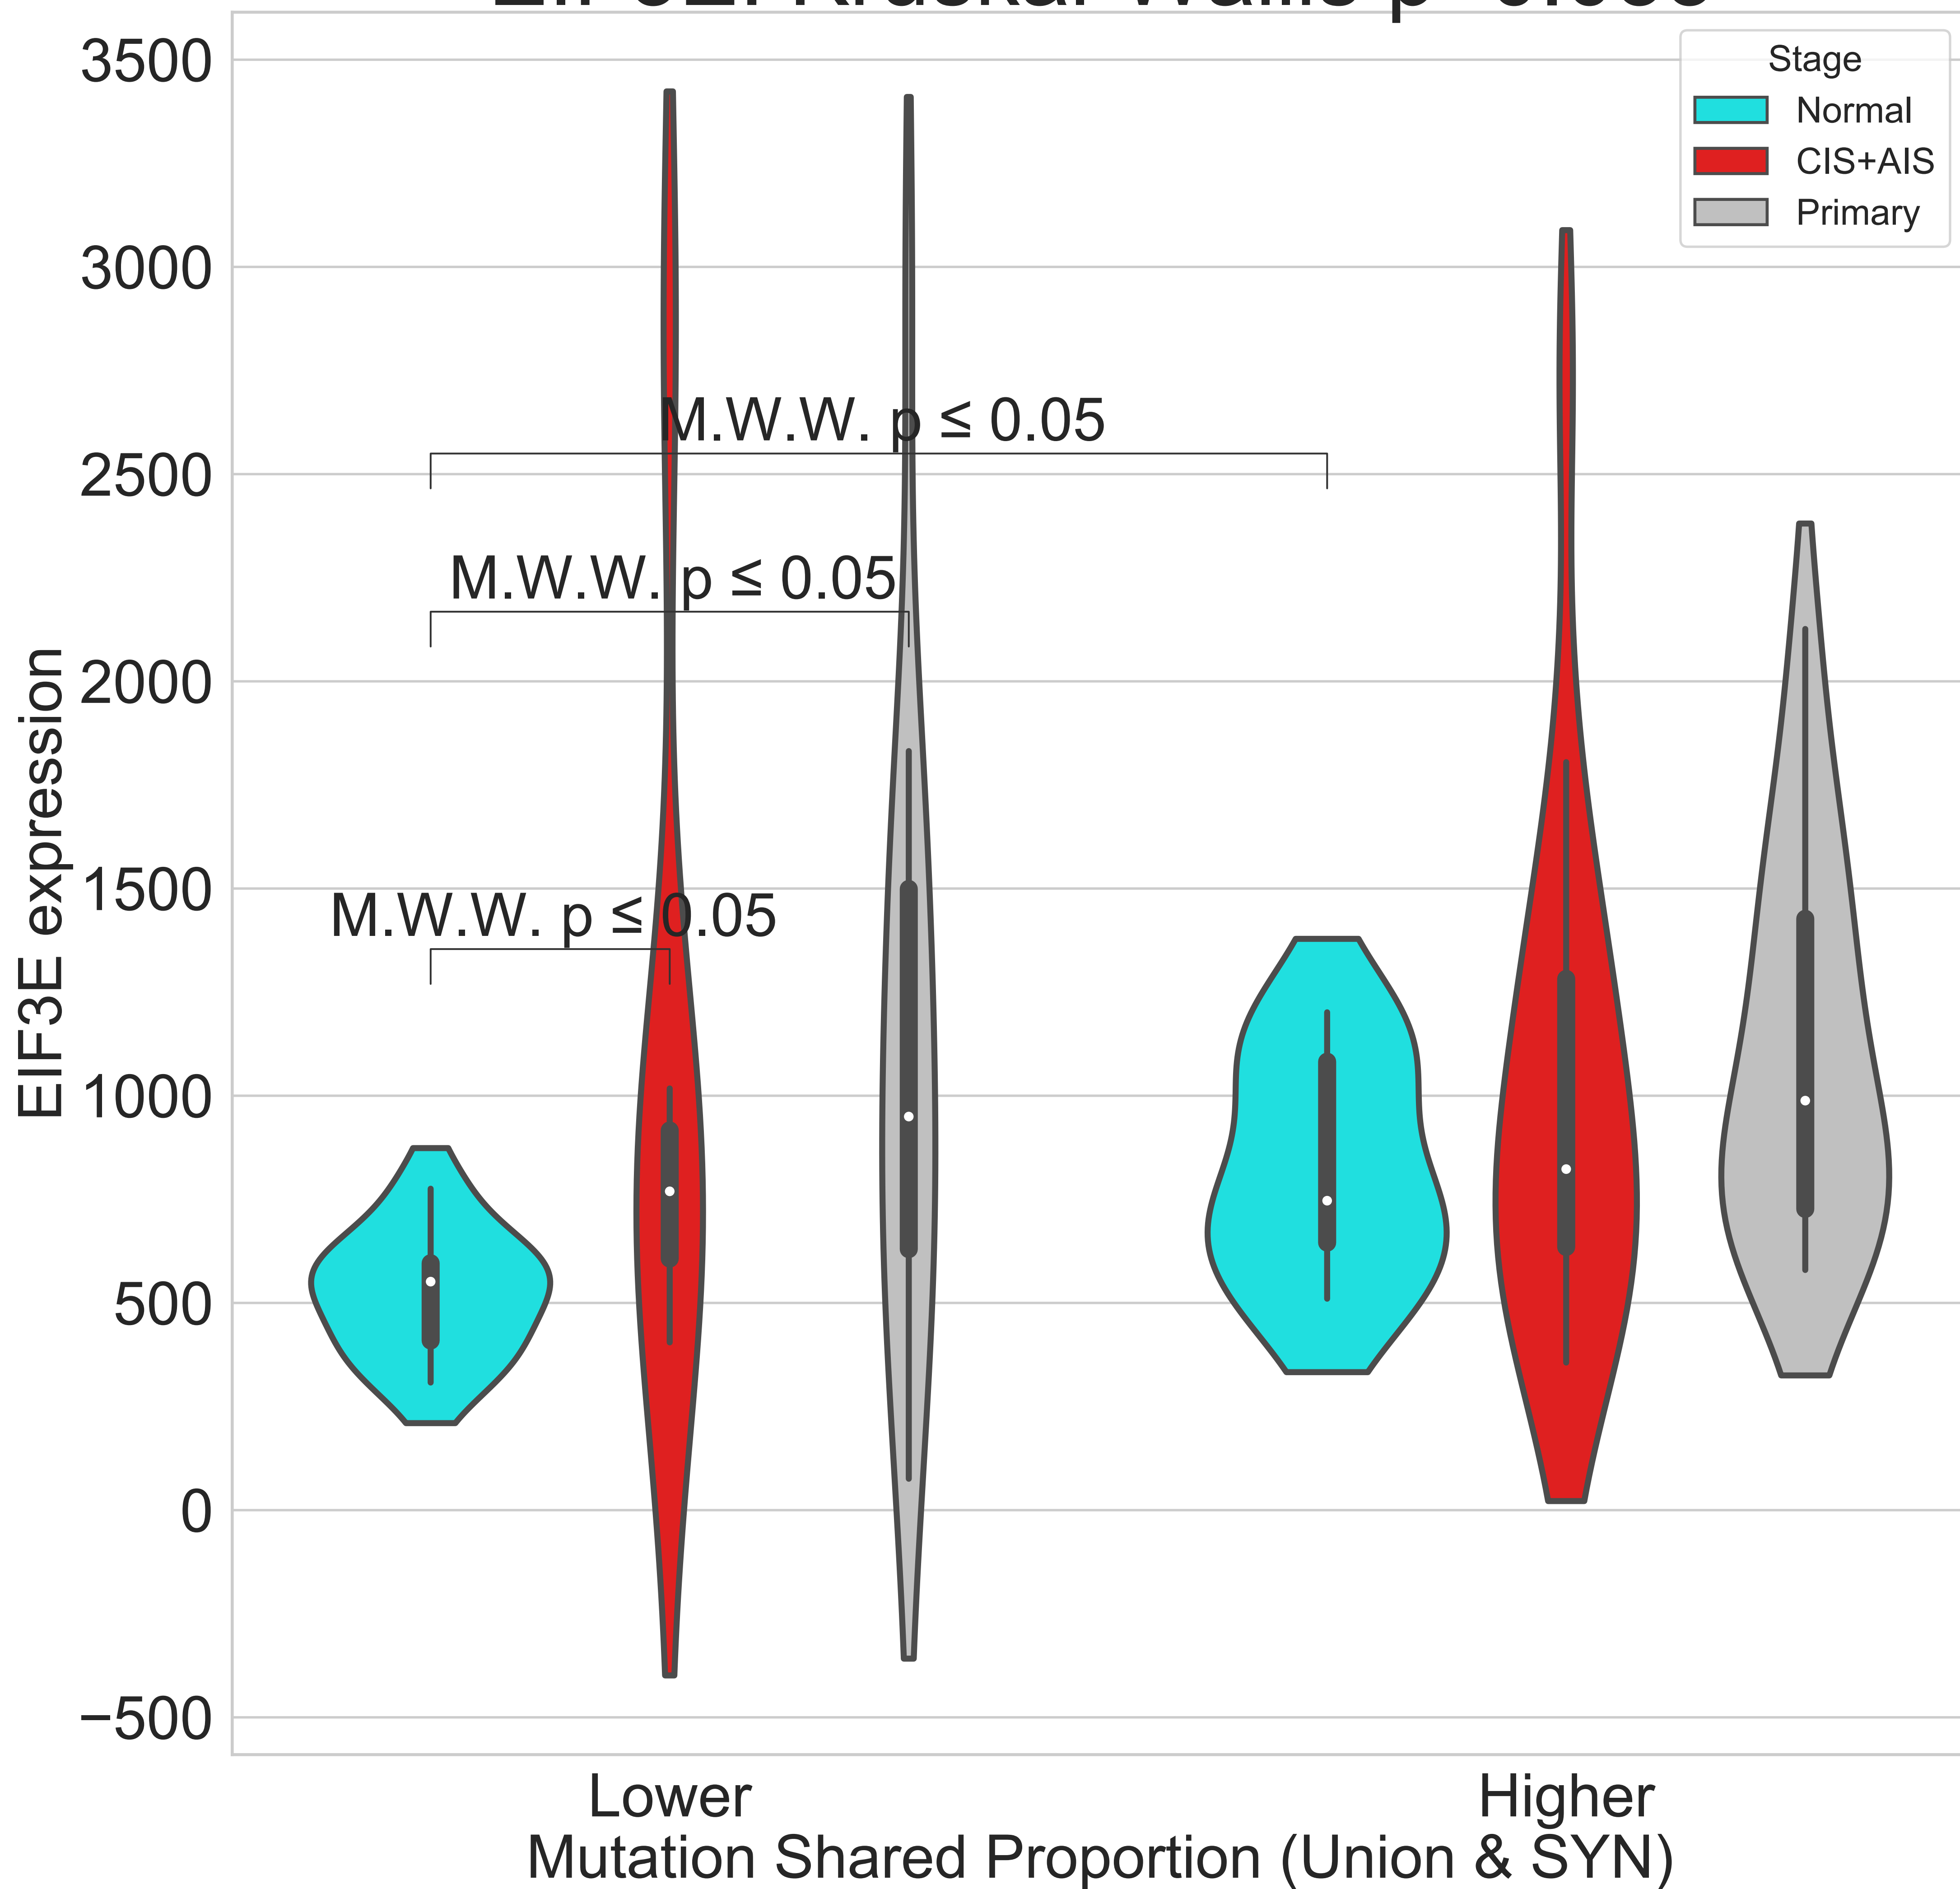 3500
3000
2500
2000
1500
1000
500
0
−500
EIF3E expression
Stage
Normal
CIS+AIS
Primary
M.W.W. p ≤ 0.05
M.W.W. p ≤ 0.05
M.W.W. p ≤ 0.05
Lower
Higher
Mutation Shared Proportion (Union & SYN)